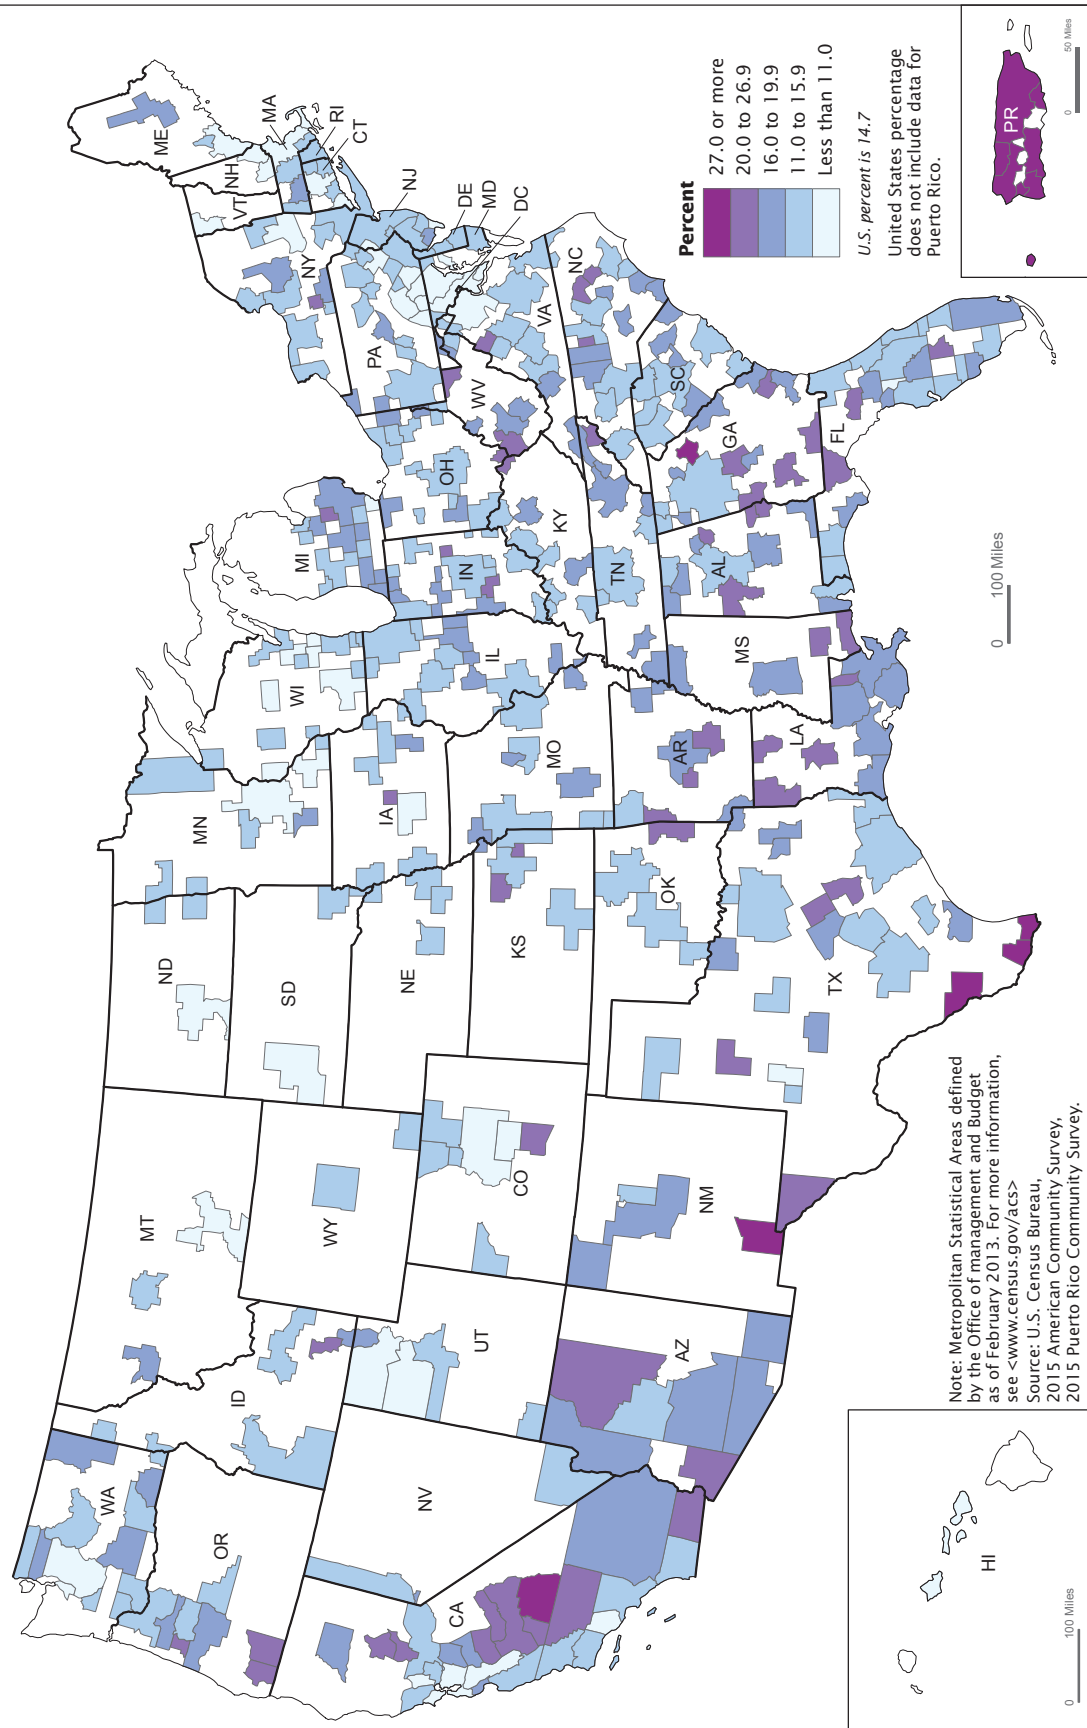 WA
OR
CA
NV
ID
MT
WY
UT
AZ
CO
NM
ND
SD
NE
KS
OK
TX
MN
IA
MO
AR
LA
WI
IL
MS
MI
IN
KY
TN
AL
OH
WV
GA
FL
SC
NC
VA
PA
NY
VT
NH
ME
MA
RI
CT
NJ
DE
MD
DC
Percent
27.0 or more
20.0 to 26.9
16.0 to 19.9
11.0 to 15.9
Less than 11.0
U.S. percent is 14.7
United States percentage
does not include data for
Puerto Rico.
HI
0 100 Miles
Note: Metropolitan Statistical Areas defined
by the Office of management and Budget
as of February 2013. For more information,
see <www.census.gov/acs>
Source: U.S. Census Bureau,
2015 American Community Survey,
2015 Puerto Rico Community Survey.
0 100 Miles
PR
0 50 Miles